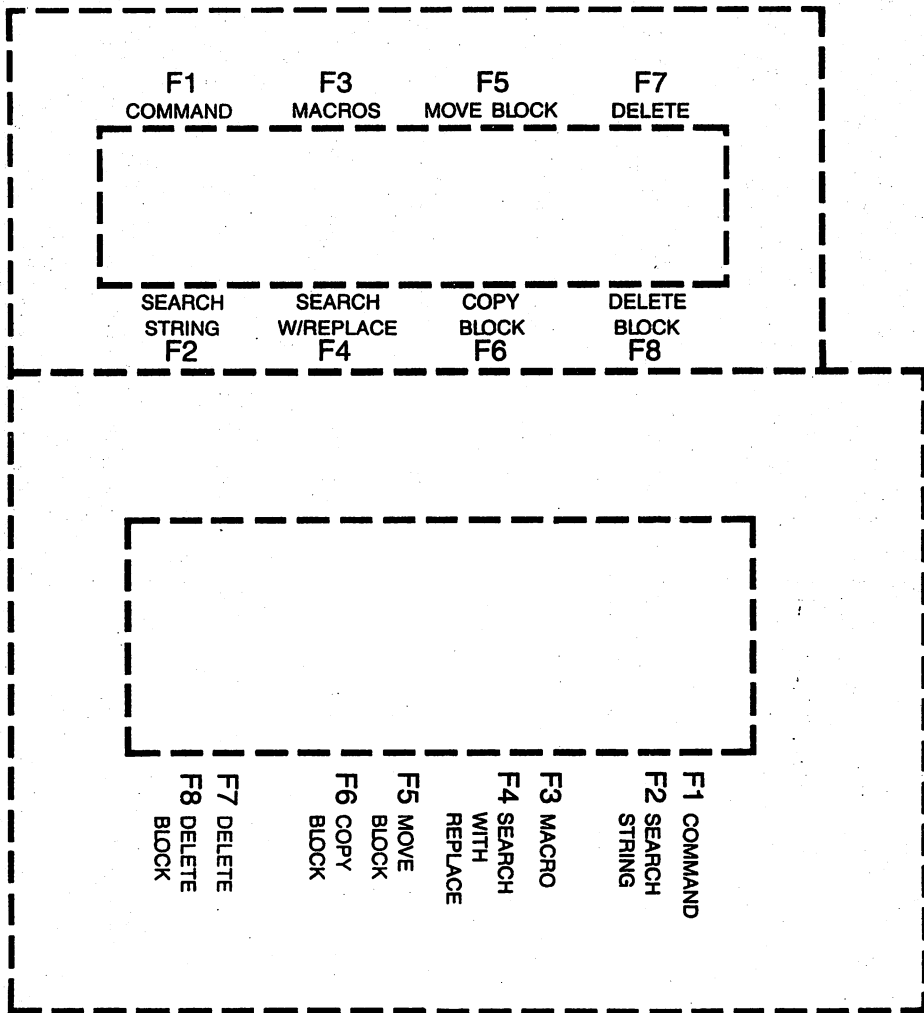 F1 F3 F5 F7
COMMAND MACROS MOVE BLOCK DELETE
SEARCH SEARCH COPY DELETE
STRING W/REPLACE BLOCK BLOCK
F2 F4 F6 F8
F1 COMMAND
F2 SEARCH
STRING
F3 MACRO
F4 SEARCH
WITH
REPLACE
F5 MOVE
BLOCK
F6 COPY
BLOCK
F7 DELETE
F8 DELETE
BLOCK